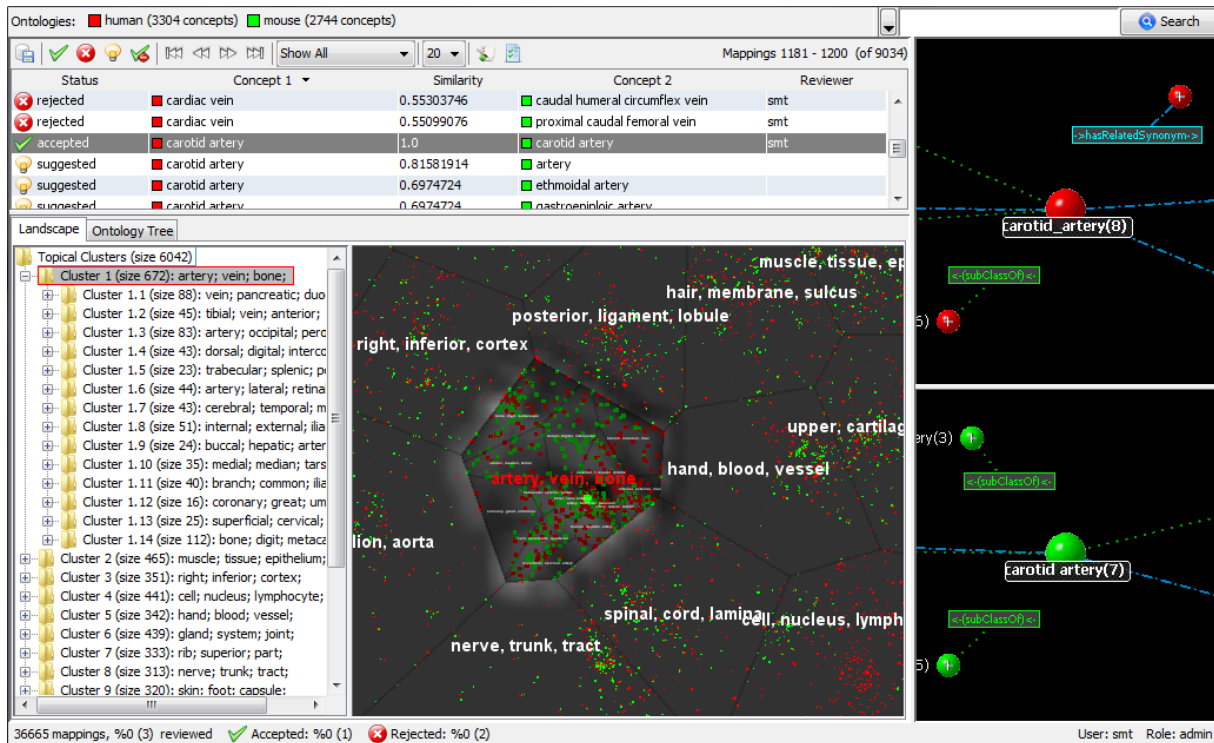 Ontologies: human (3304 concepts) mouse (2744 concepts)
Search
Show All 20 Mappings 1181 - 1200 (of 9034)
Status Concept 1 Similarity Concept 2 Reviewer
rejected cardiac vein 0.55303746 caudal humeral circumflex vein smt
rejected cardiac vein 0.55099076 proximal caudal femoral vein smt
accepted carotid artery 1.0 carotid artery smt
suggested carotid artery 0.81581914 artery
suggested carotid artery 0.6974724 ethmoidal artery
suggested carotid artery 0.6974724 gastroepiploic artery
Landscape Ontology Tree
Topical Clusters (size 6042)
Cluster 1 (size 672): artery; vein; bone;
Cluster 1.1 (size 88): vein; pancreatic; duo
Cluster 1.2 (size 45): tibial; vein; anterior;
Cluster 1.3 (size 83): artery; occipital; perc
Cluster 1.4 (size 43): dorsal; digital; interco
Cluster 1.5 (size 23): trabecular; splenic; p
Cluster 1.6 (size 44): artery; lateral; retina
Cluster 1.7 (size 43): cerebral; temporal; m
Cluster 1.8 (size 51): internal; external; ilia
Cluster 1.9 (size 24): buccal; hepatic; arter
Cluster 1.10 (size 35): medial; median; tars
Cluster 1.11 (size 40): branch; common; ilia
Cluster 1.12 (size 16): coronary; great; um
Cluster 1.13 (size 25): superficial; cervical;
Cluster 1.14 (size 112): bone; digit; metaca
Cluster 2 (size 465): muscle; tissue; epithelium;
Cluster 3 (size 351): right; inferior; cortex;
Cluster 4 (size 441): cell; nucleus; lymphocyte;
Cluster 5 (size 342): hand; blood; vessel;
Cluster 6 (size 439): gland; system; joint;
Cluster 7 (size 333): rib; superior; part;
Cluster 8 (size 313): nerve; trunk; tract;
Cluster 9 (size 320): skin; foot; capsule;
muscle, tissue, ep
hair, membrane, sulcus
posterior, ligament, lobule
right, inferior, cortex
upper, cartilag
hand, blood, vessel
artery, vein, bone
lion, aorta
spinal, cord, lamina
cell, nucleus, lymph
nerve, trunk, tract
->hasRelatedSynonym->
carotid_artery(8)
<-(subClassOf)<-
5)
ery(3)
<-(subClassOf)<-
carotid artery(7)
<-(subClassOf)<-
5)
36665 mappings, %0 (3) reviewed Accepted: %0 (1) Rejected: %0 (2) User: smt Role: admin